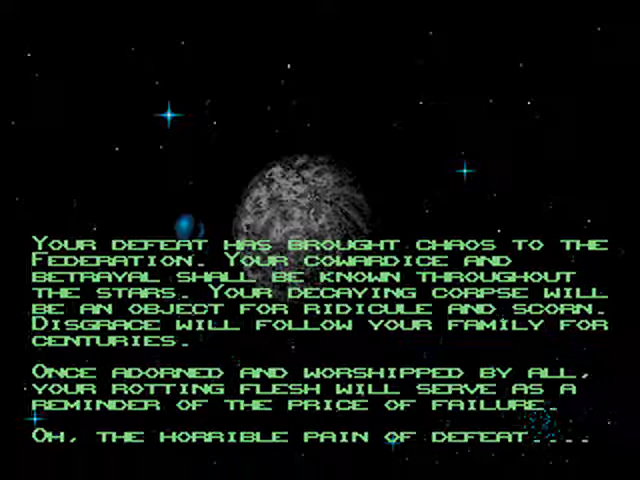 Your defeat has brought chaos to the
Federation. Your cowardice and
betrayal shall be known throughout
the stars. Your decaying corpse will
be an object for ridicule and scorn.
Disgrace will follow your family for
centuries.
Once adorned and worshipped by all,
your rotting flesh will serve as a
reminder of the price of failure.
Oh, the horrible pain of defeat....